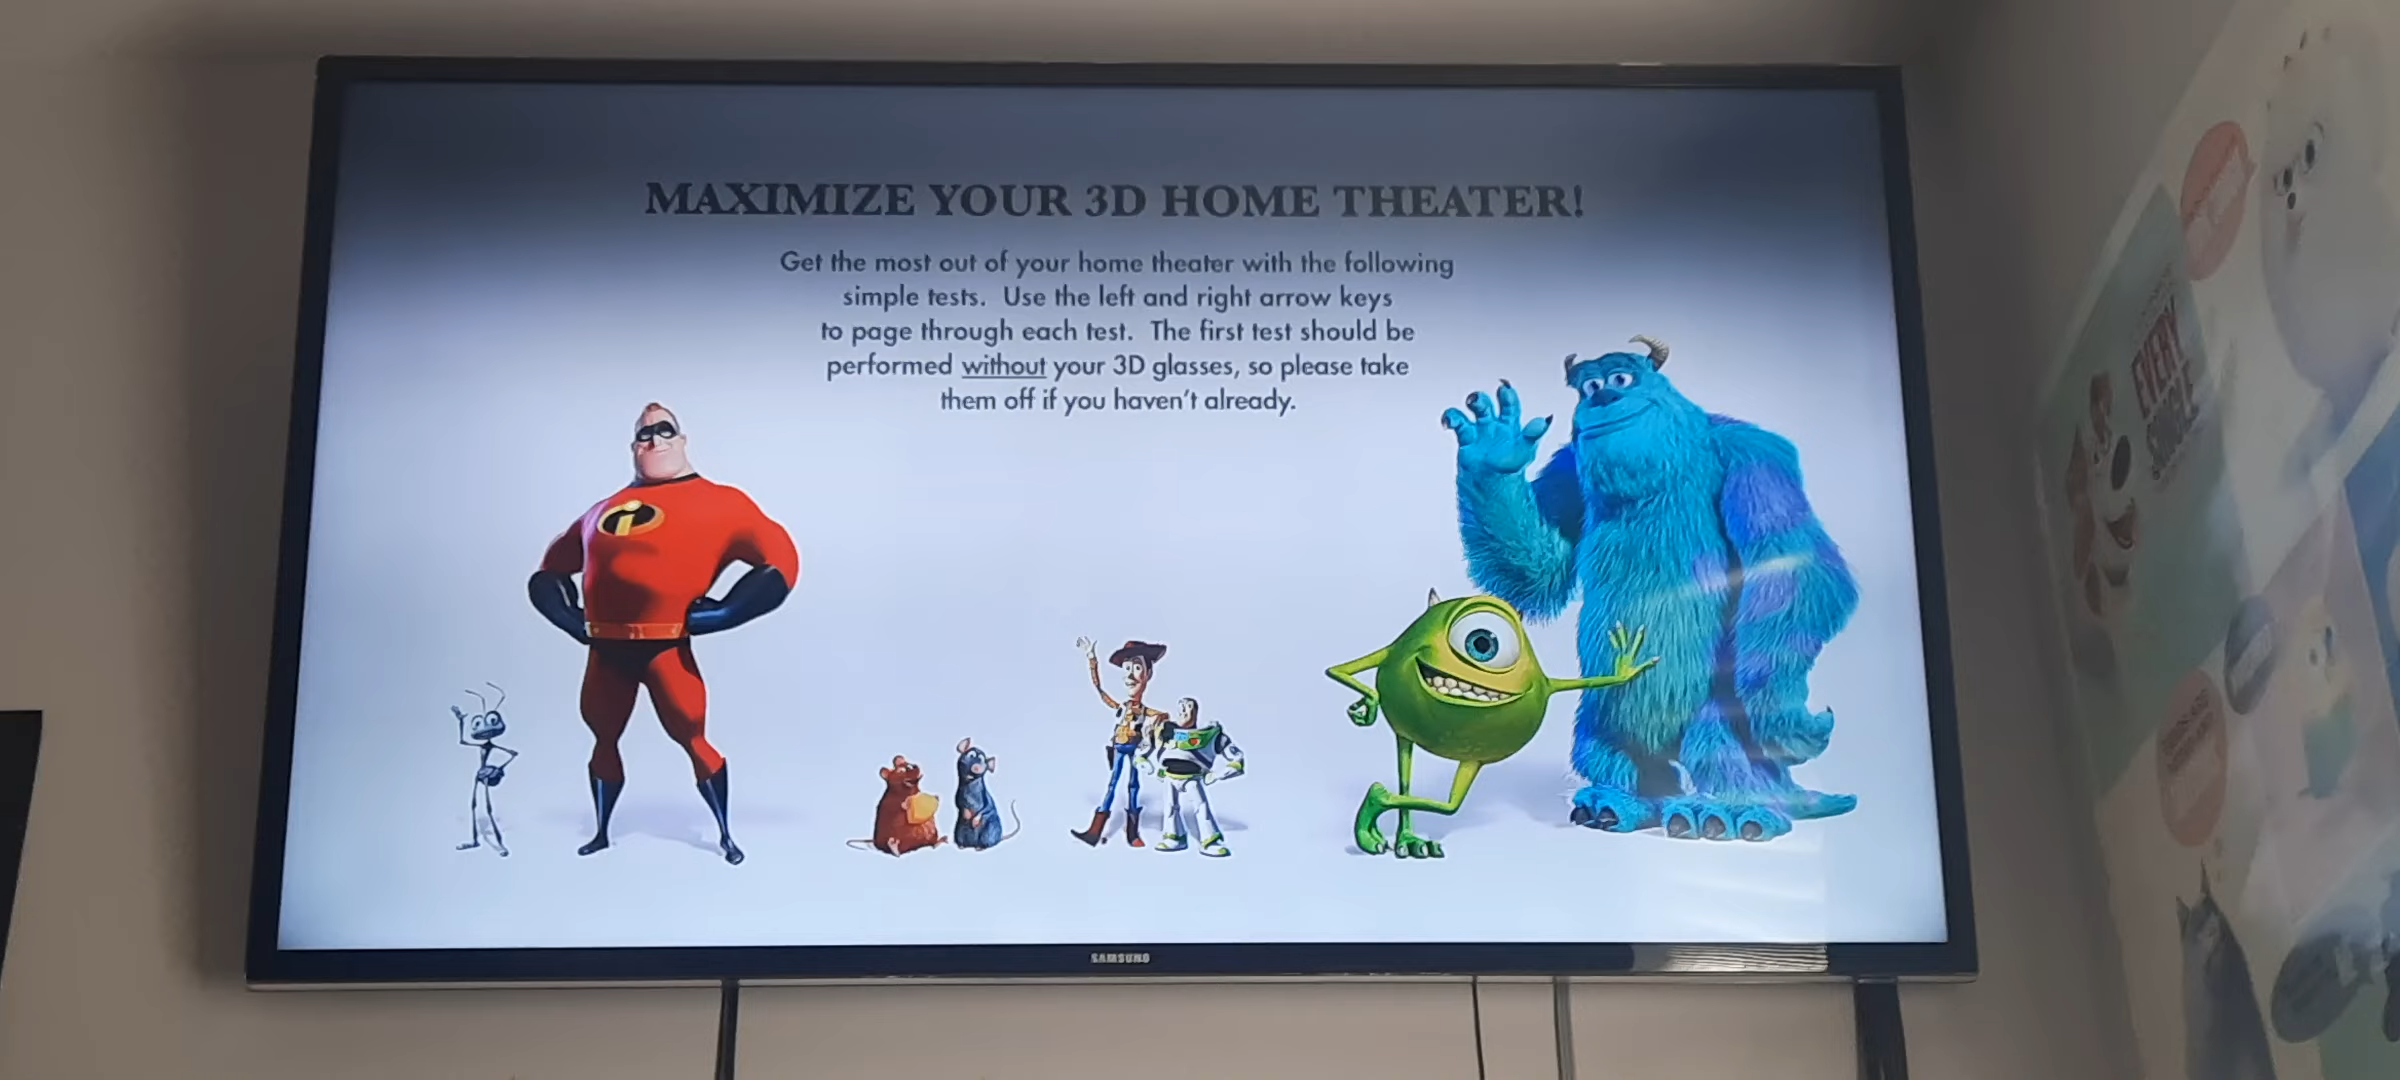 MAXIMIZE YOUR 3D HOME THEATER!
Get the most out of your home theater with the following
simple tests. Use the left and right arrow keys
to page through each test. The first test should be
performed without your 3D glasses, so please take
them off if you haven't already.
SAMSUNG
EVERY
SINGLE